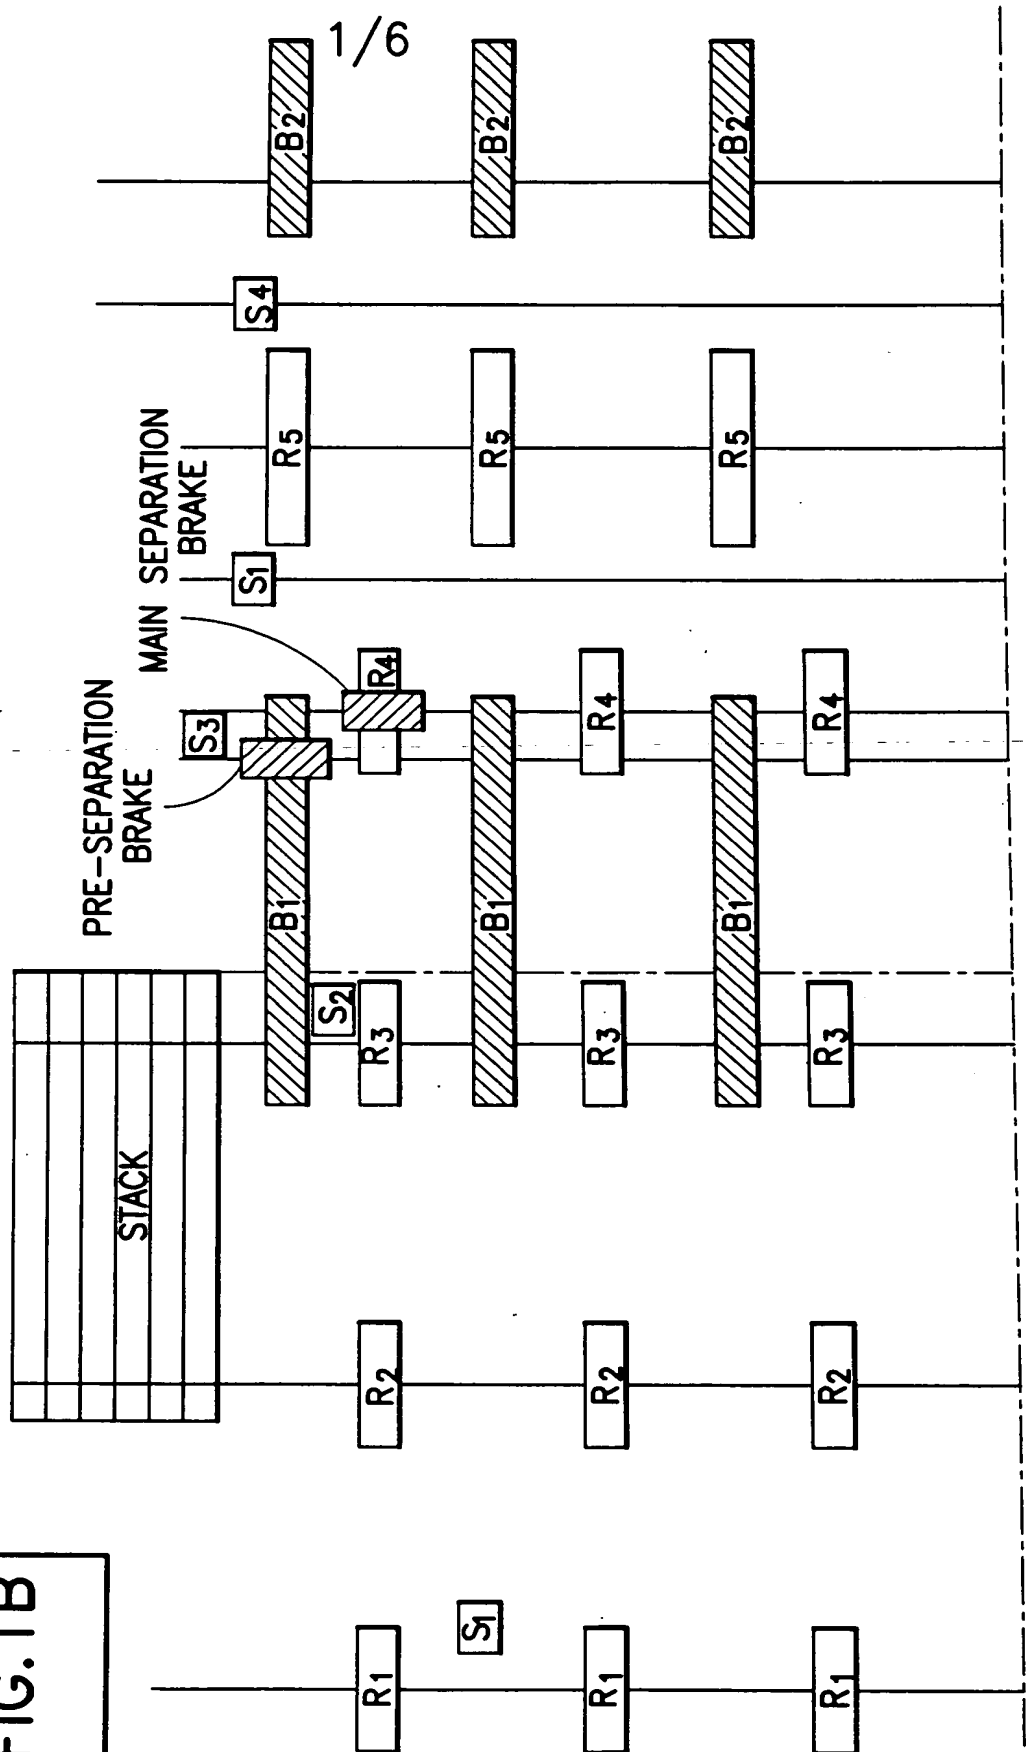 1/6
B2
B2
B2
S4
R5
R5
R5
MAIN SEPARATION
BRAKE
S1
PRE-SEPARATION
BRAKE
S3
R4
R4
R4
B1
B1
B1
STACK
S2
R3
R3
R3
R2
R2
R2
S1
R1
R1
R1
FIG. 1B